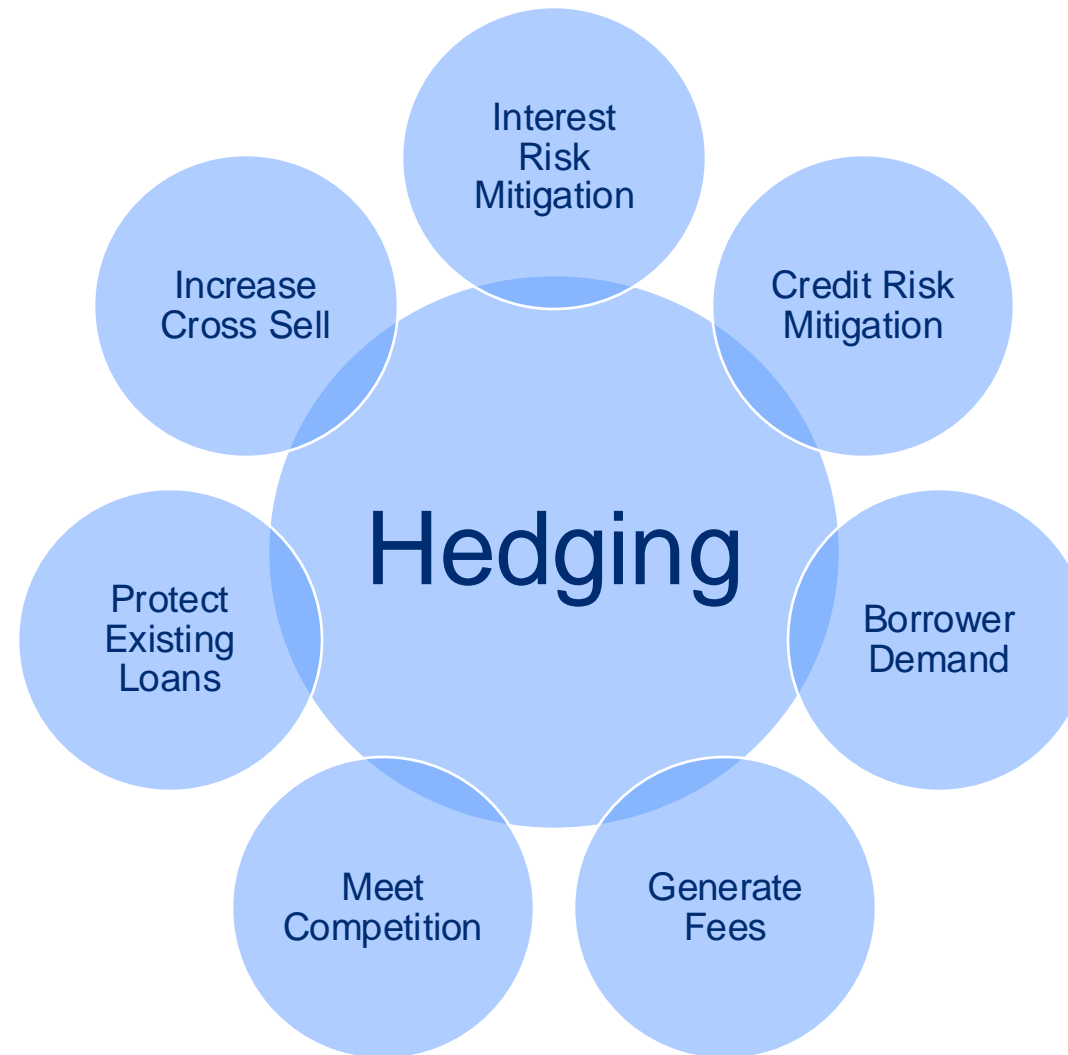 Interest
Risk
Mitigation
Increase
Cross Sell
Credit Risk
Mitigation
Hedging
Protect
Existing
Loans
Borrower
Demand
Meet
Competition
Generate
Fees